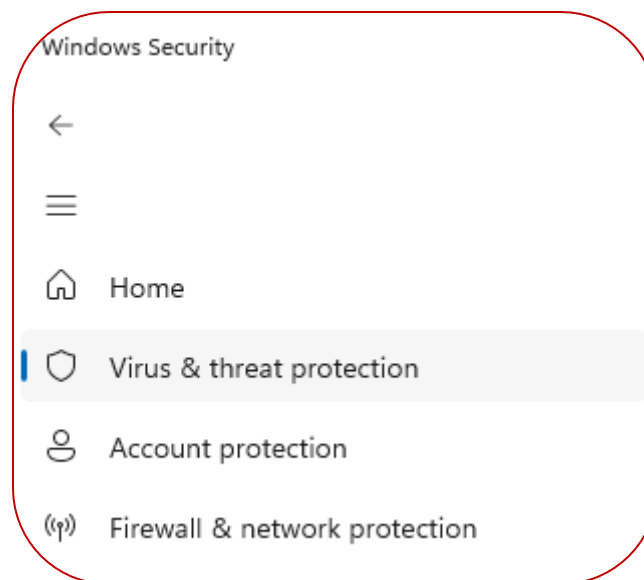 Windows Security
Home
Virus & threat protection
Account protection
Firewall & network protection